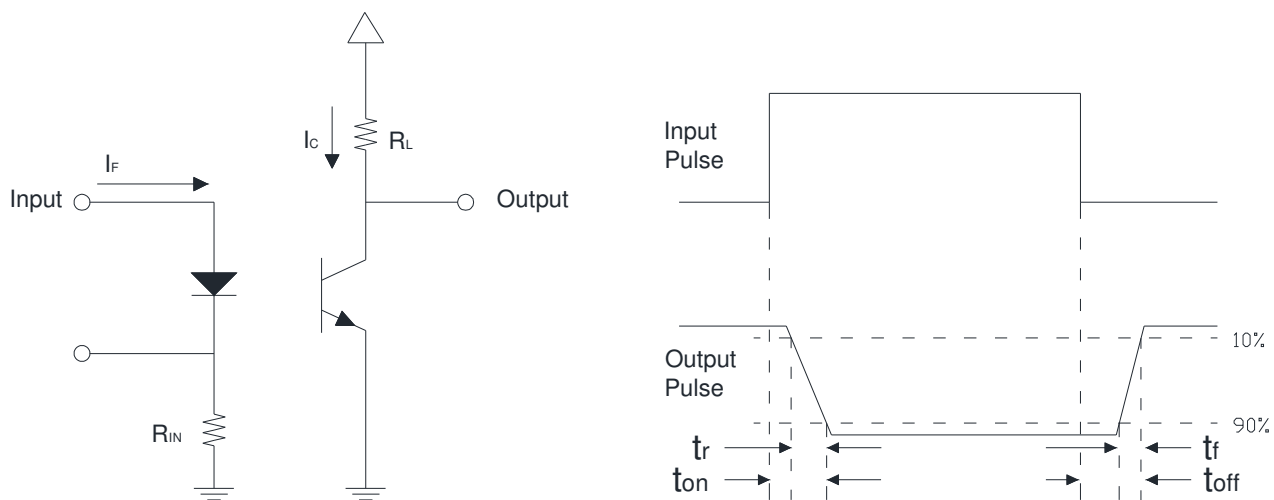 Input
IF
IC
RL
Output
RIN
Input
Pulse
Output
Pulse
10%
90%
tr
tf
ton
toff